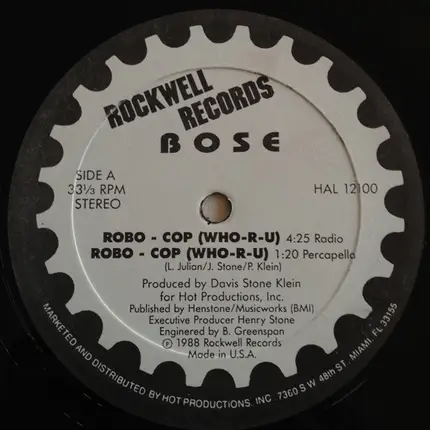 ROCKWELL
RECORDS
BOSE
SIDE A
33⅓ RPM
STEREO
HAL 12100
ROBO - COP (WHO-R-U) 4:25 Radio
ROBO - COP (WHO-R-U) 1:20 Percapella
(L. Julian/J. Stone/P. Klein)
Produced by Davis Stone Klein
for Hot Productions, Inc.
Published by Henstone/Musicworks (BMI)
Executive Producer Henry Stone
Enginered by B. Greenspan
℗ 1988 Rockwell Records
Made in U.S.A.
MARKETED AND DISTRIBUTED BY HOT PRODUCTIONS, INC 7360 S W 48th ST. MIAMI, FL 33155